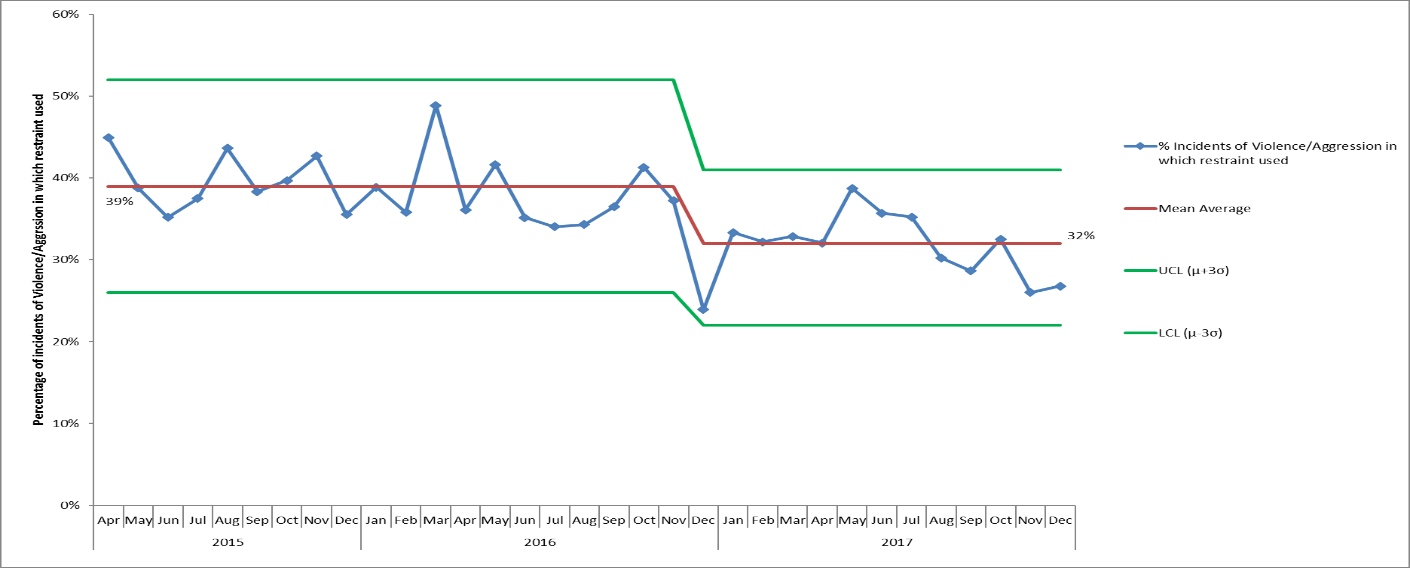 Percentage of incidents of Violence/Aggrssion in which restraint used
60%
50%
40%
30%
20%
10%
0%
39%
32%
Apr May Jun Jul Aug Sep Oct Nov Dec Jan Feb Mar Apr May Jun Jul Aug Sep Oct Nov Dec Jan Feb Mar Apr May Jun Jul Aug Sep Oct Nov Dec
2015 2016 2017
% Incidents of Violence/Aggression in
which restraint used
Mean Average
UCL (μ+3σ)
LCL (μ-3σ)